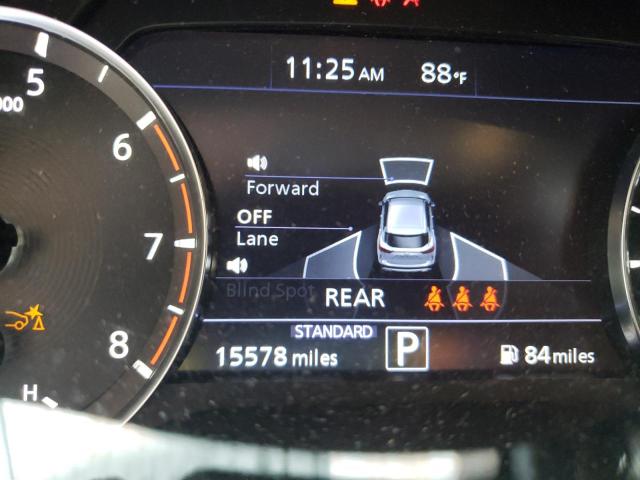 11:25 AM 88°F
5
000
6
Forward
OFF
Lane
7
Blind Spot
REAR
STANDARD
8
15578 miles P 84 miles
H